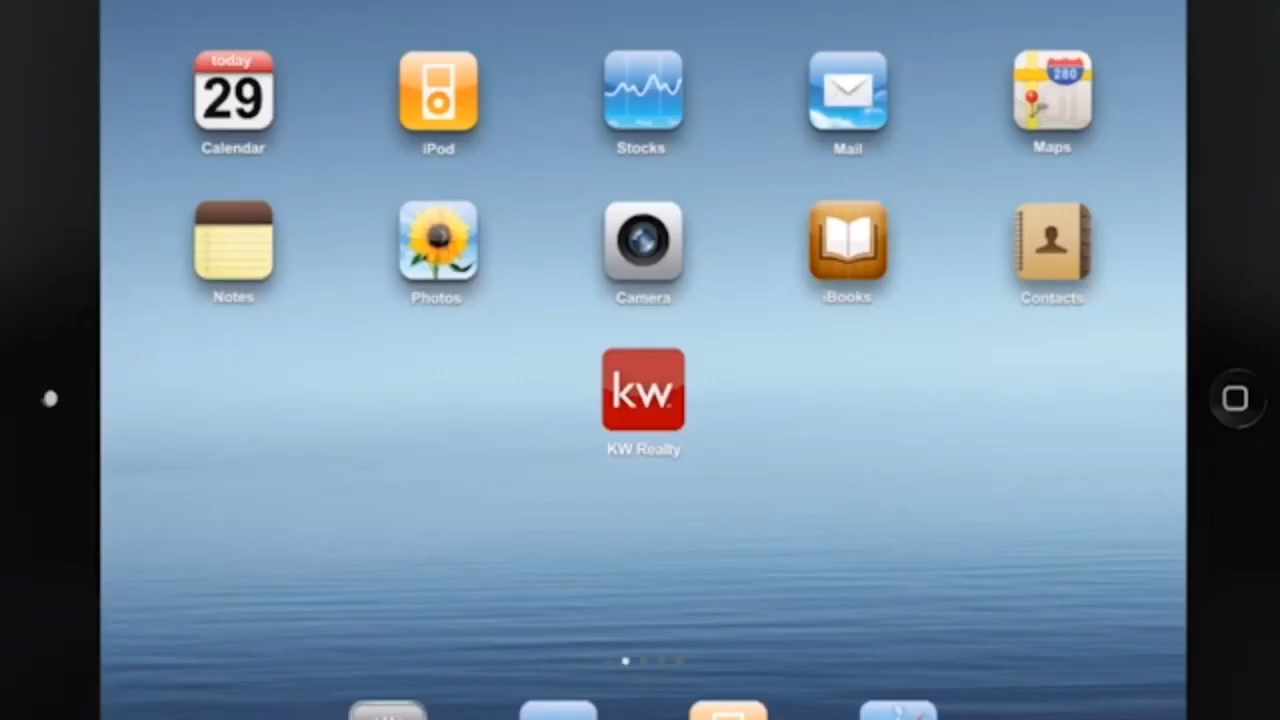 today
29
280
Calendar
iPod
Stocks
Mail
Maps
Notes
Photos
Camera
iBooks
Contacts
kw.
KW Realty